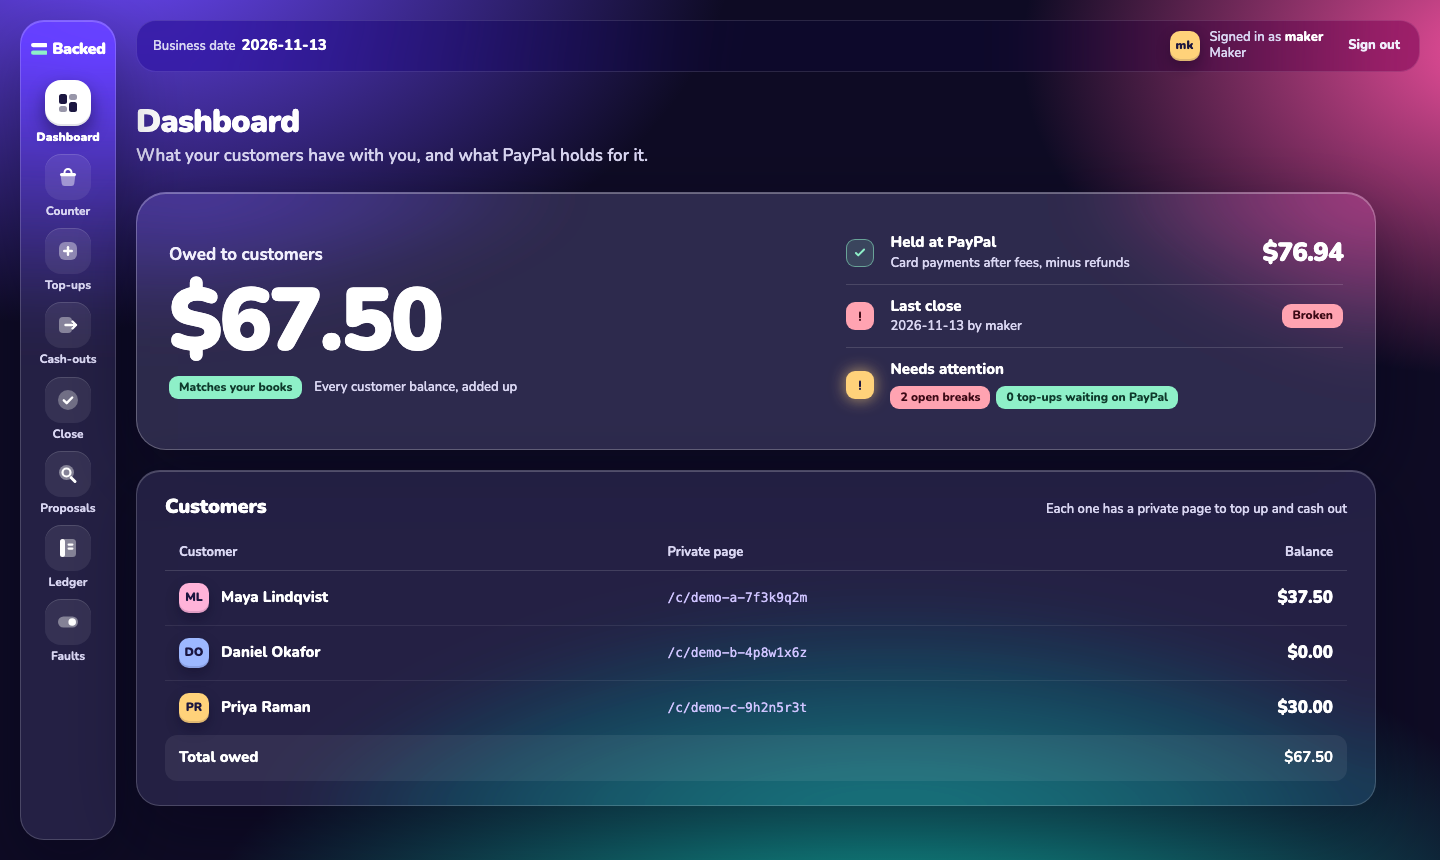 Backed
Business date 2026-11-13
mk
Signed in as maker
Maker
Sign out
Dashboard
Counter
Top-ups
Cash-outs
Close
Proposals
Ledger
Faults
Dashboard
What your customers have with you, and what PayPal holds for it.
Owed to customers
$67.50
Matches your books
Every customer balance, added up
Held at PayPal
Card payments after fees, minus refunds
$76.94
!
Last close
2026-11-13 by maker
Broken
!
Needs attention
2 open breaks
0 top-ups waiting on PayPal
Customers
Each one has a private page to top up and cash out
Customer Private page Balance
ML Maya Lindqvist /c/demo-a-7f3k9q2m $37.50
DO Daniel Okafor /c/demo-b-4p8w1x6z $0.00
PR Priya Raman /c/demo-c-9h2n5r3t $30.00
Total owed $67.50